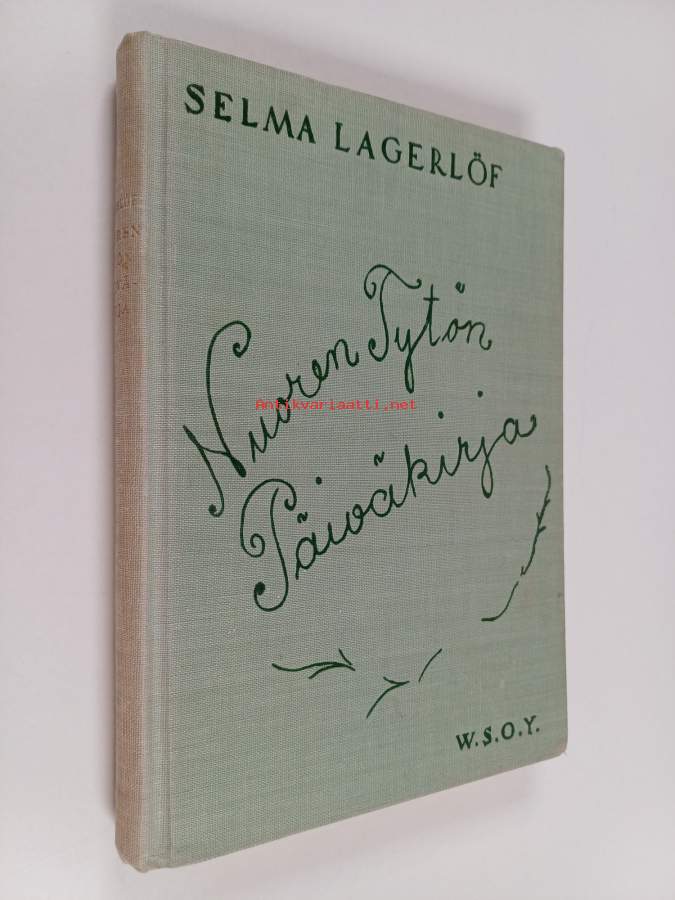 SELMA LAGERLÖF
Nuoren Tytön
Päiväkirja
W.S.O.Y.
Antikvariaatti.net